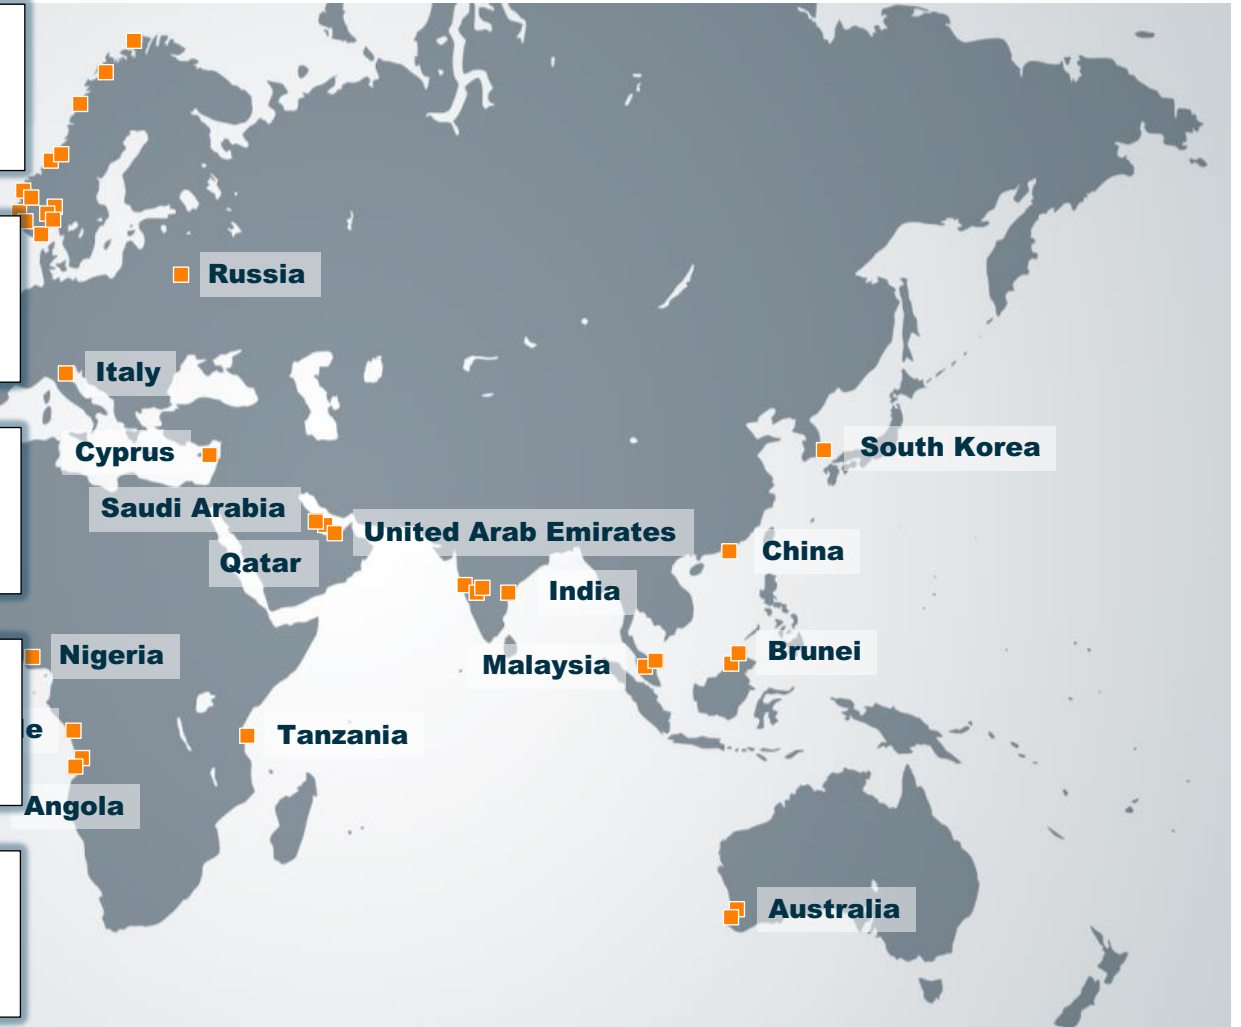 Russia
Italy
Cyprus
South Korea
Saudi Arabia
United Arab Emirates
China
Qatar
India
Brunei
Nigeria
Malaysia
le
Tanzania
Angola
Australia